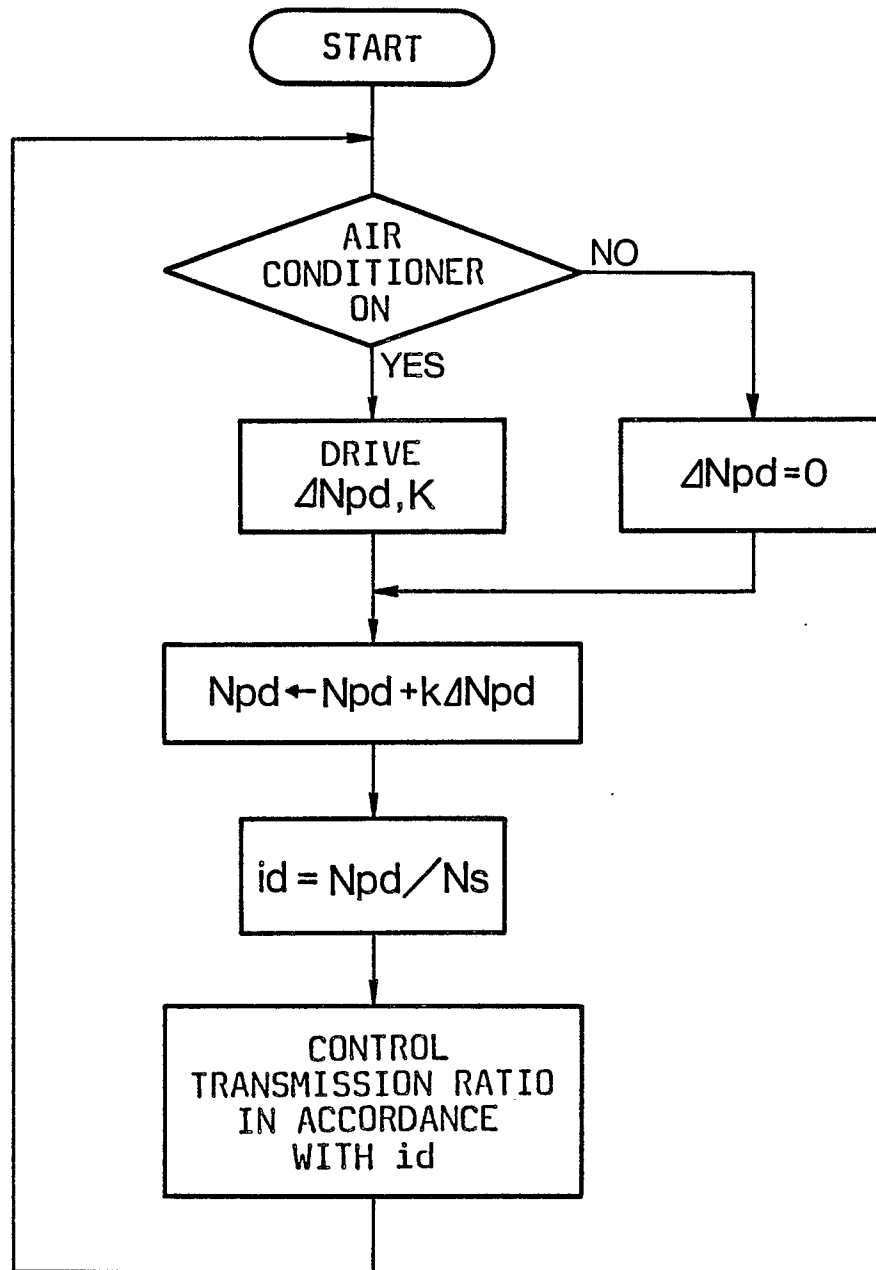 START
AIR
CONDITIONER
ON
NO
YES
DRIVE
ΔNpd,K
ΔNpd=0
Npd←Npd+kΔNpd
id=Npd/Ns
CONTROL
TRANSMISSION RATIO
IN ACCORDANCE
WITH id